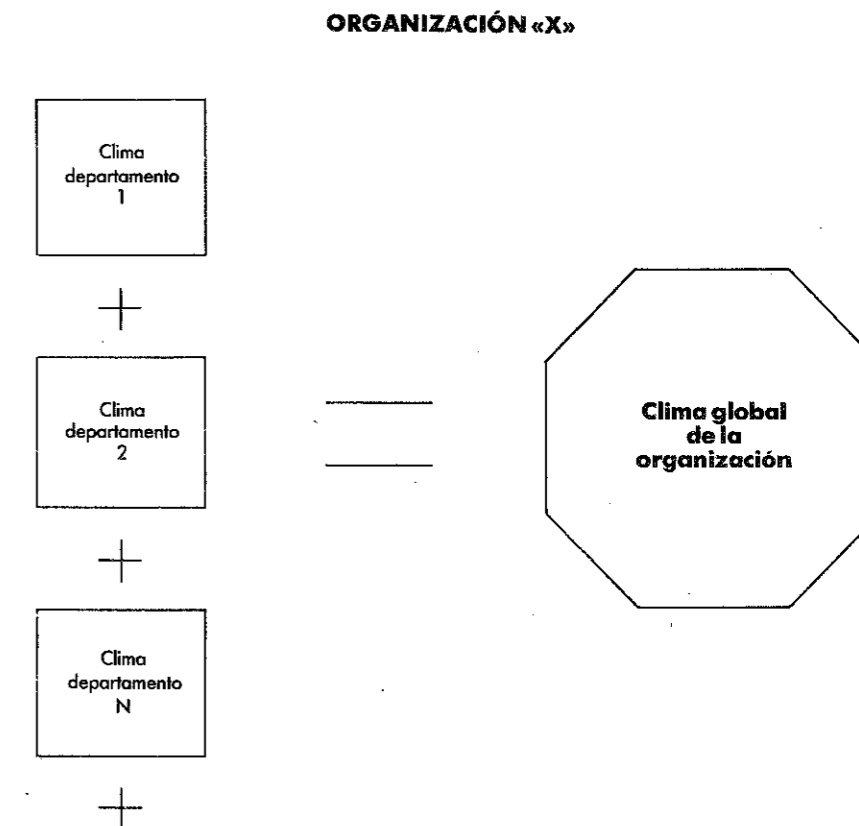 ORGANIZACIÓN «X»
Clima
departamento
1
+
Clima
departamento
2
+
Clima
departamento
N
+
=
Clima global
de la
organización